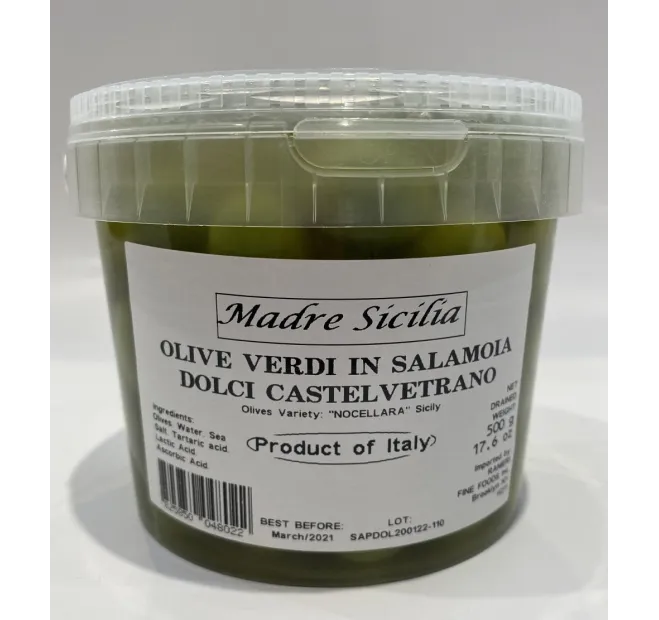 Madre Sicilia
OLIVE VERDI IN SALAMOIA
DOLCI CASTELVETRANO
Olives Variety: "NOCELLARA" Sicily
Product of Italy
Ingredients:
Olives Water, Sea
Salt, Tartaric acid,
Lactic Acid,
Ascorbic Acid
NET
DRAINED
WEIGHT
500 g
17.6 oz
Imported by
FINE FOODS
Brooklyn
048022
BEST BEFORE:
March/2021
LOT:
SAPDOL200122-110